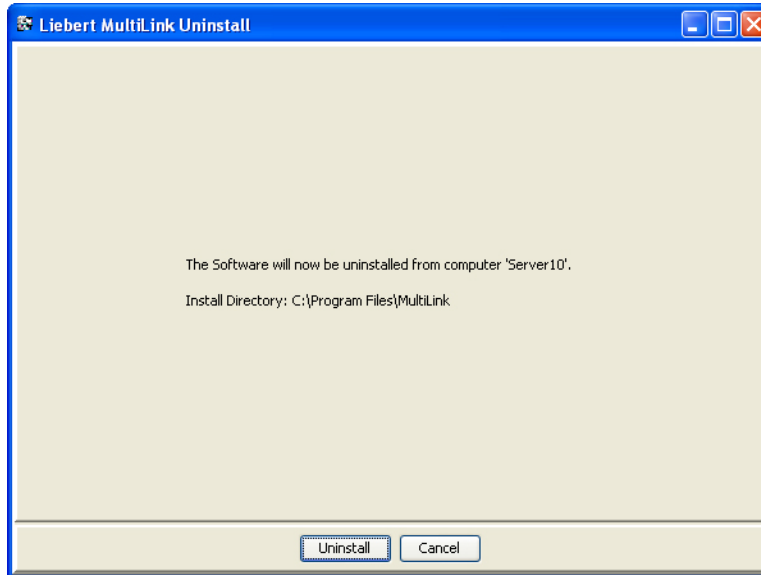 Liebert MultiLink Uninstall
The Software will now be uninstalled from computer 'Server10'.
Install Directory: C:\Program Files\MultiLink
Uninstall
Cancel